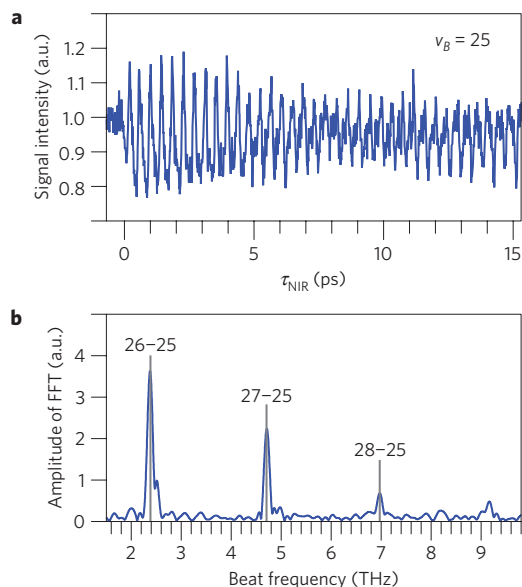 a
v_B = 25
Signal intensity (a.u.)
1.2
1.1
1.0
0.9
0.8
0 5 10 15
τ_NIR (ps)
b
Amplitude of FFT (a.u.)
4
3
2
1
0
26–25
27–25
28–25
2 3 4 5 6 7 8 9
Beat frequency (THz)